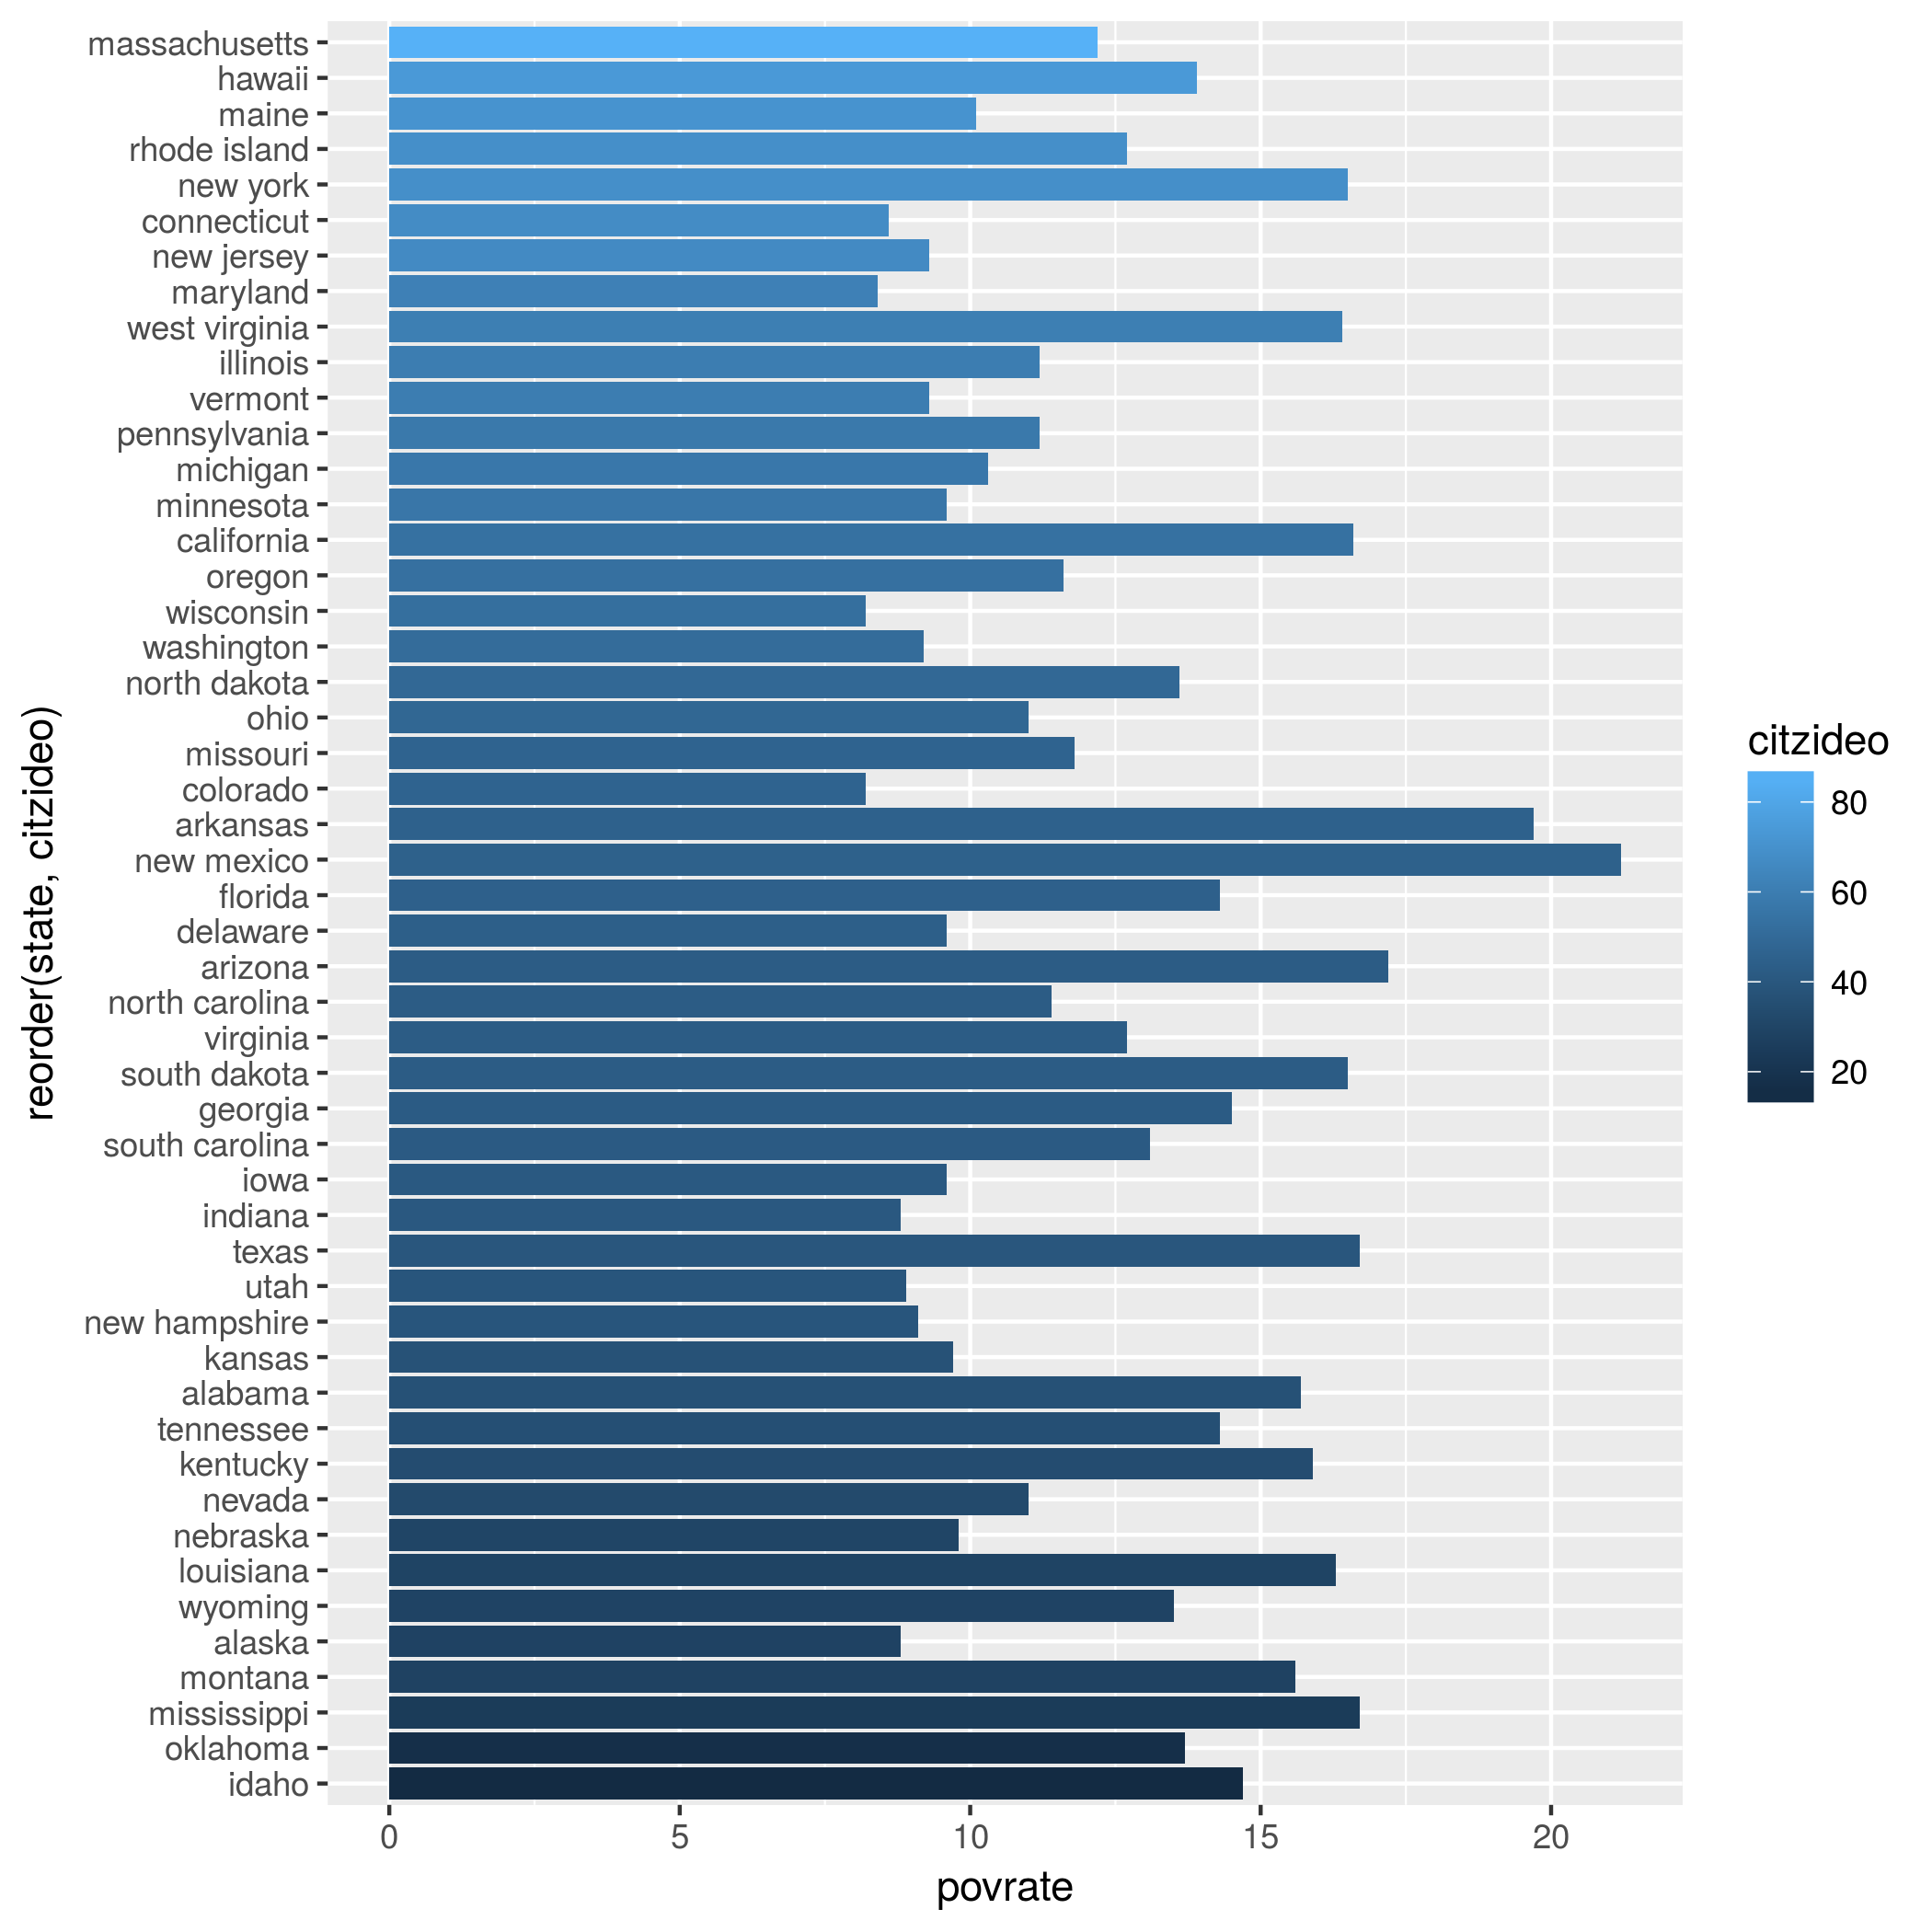 reorder(state, citzideo)
massachusetts
hawaii
maine
rhode island
new york
connecticut
new jersey
maryland
west virginia
illinois
vermont
pennsylvania
michigan
minnesota
california
oregon
wisconsin
washington
north dakota
ohio
missouri
colorado
arkansas
new mexico
florida
delaware
arizona
north carolina
virginia
south dakota
georgia
south carolina
iowa
indiana
texas
utah
new hampshire
kansas
alabama
tennessee
kentucky
nevada
nebraska
louisiana
wyoming
alaska
montana
mississippi
oklahoma
idaho
0 5 10 15 20
povrate
citzideo
80
60
40
20